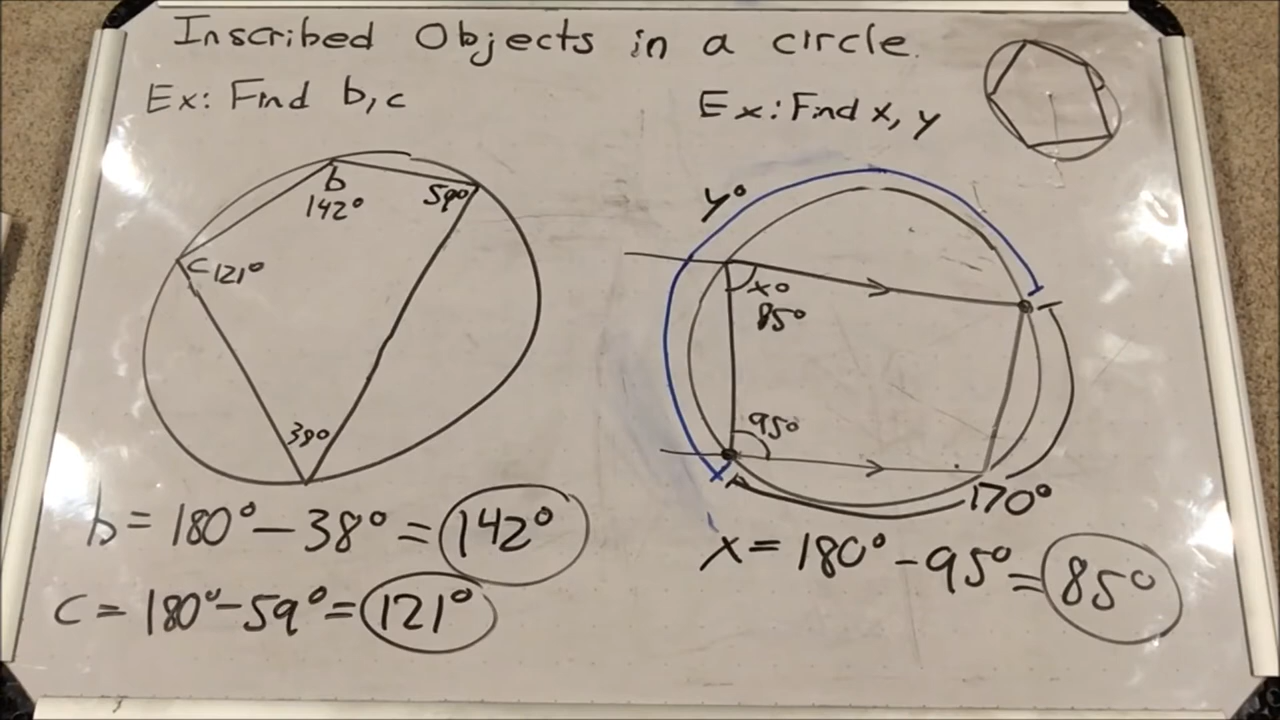 Inscribed Objects in a circle.
Ex: Find b, c
b
142°
59°
c 121°
38°
b = 180° - 38° = 142°
c = 180° - 59° = 121°
Ex: Find x, y
y°
x°
85°
95°
170°
x = 180° - 95° = 85°